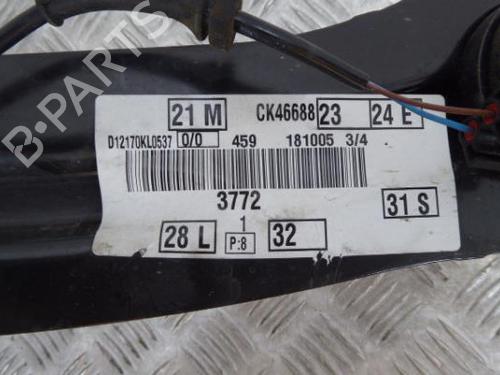 21 M CK46688 23 24 E
D12170KL0537 0/0 459 181005 3/4
3772
31 S
1
28 L P:8 32
B-PARTS